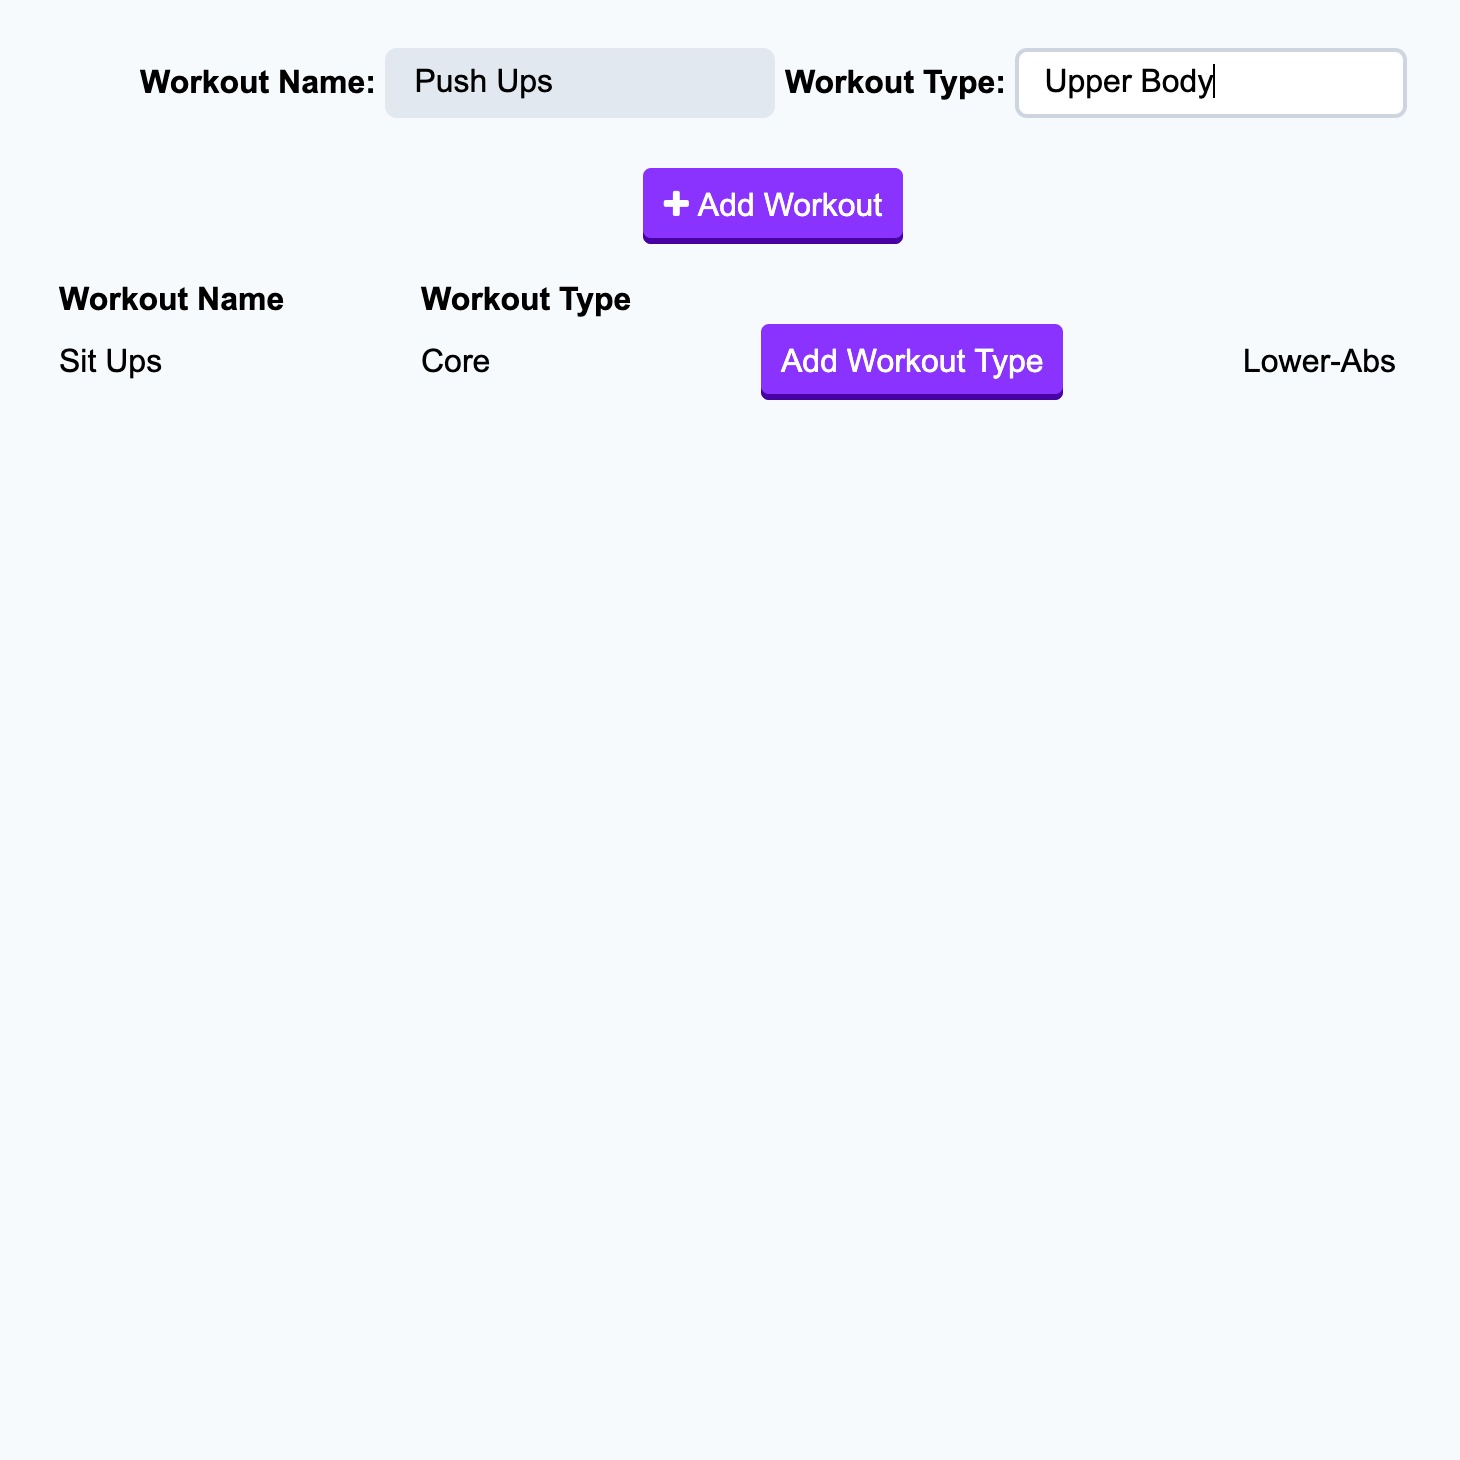 Workout Name: Push Ups Workout Type: Upper Body
Add Workout
Workout Name Workout Type
Sit Ups Core Add Workout Type Lower-Abs